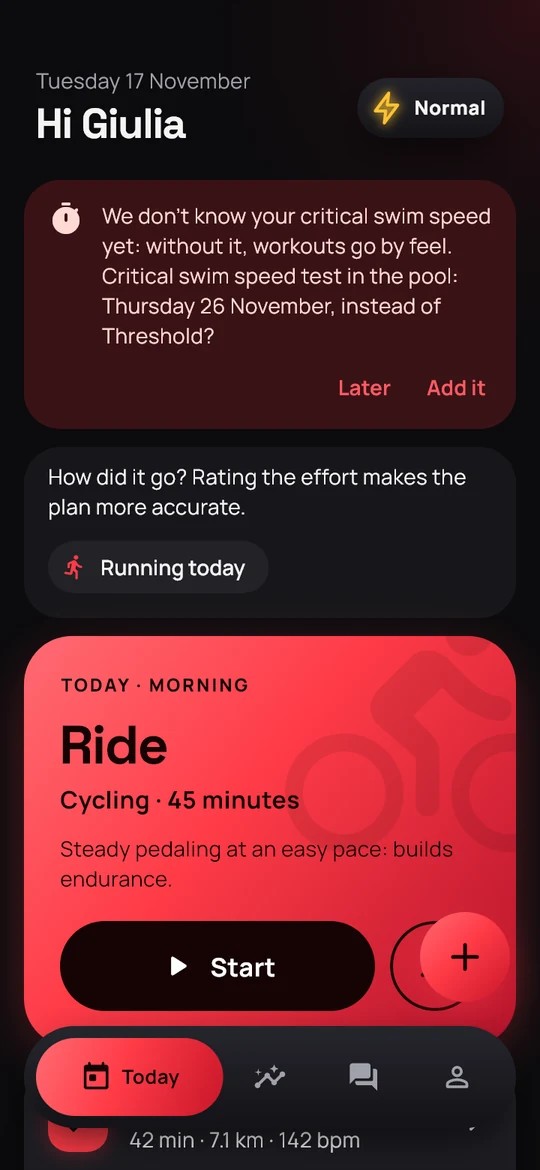 Tuesday 17 November
Hi Giulia
Normal
We don't know your critical swim speed
yet: without it, workouts go by feel.
Critical swim speed test in the pool:
Thursday 26 November, instead of
Threshold?
Later
Add it
How did it go? Rating the effort makes the
plan more accurate.
Running today
TODAY · MORNING
Ride
Cycling · 45 minutes
Steady pedaling at an easy pace: builds
endurance.
Start
Today
42 min · 7.1 km · 142 bpm